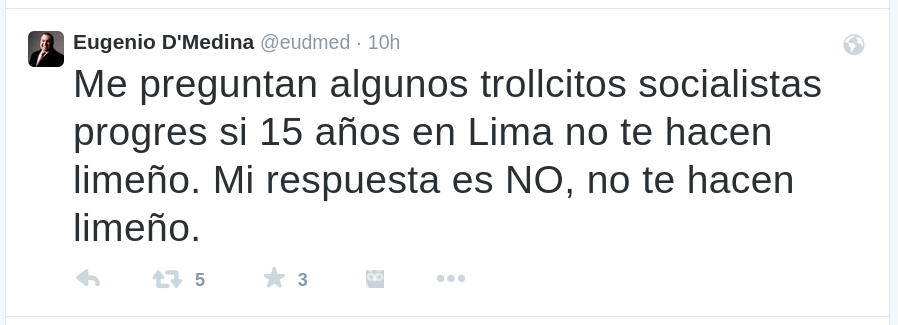 Eugenio D'Medina @eudmed · 10h
Me preguntan algunos trollcitos socialistas
progres si 15 años en Lima no te hacen
limeño. Mi respuesta es NO, no te hacen
limeño.
5 3